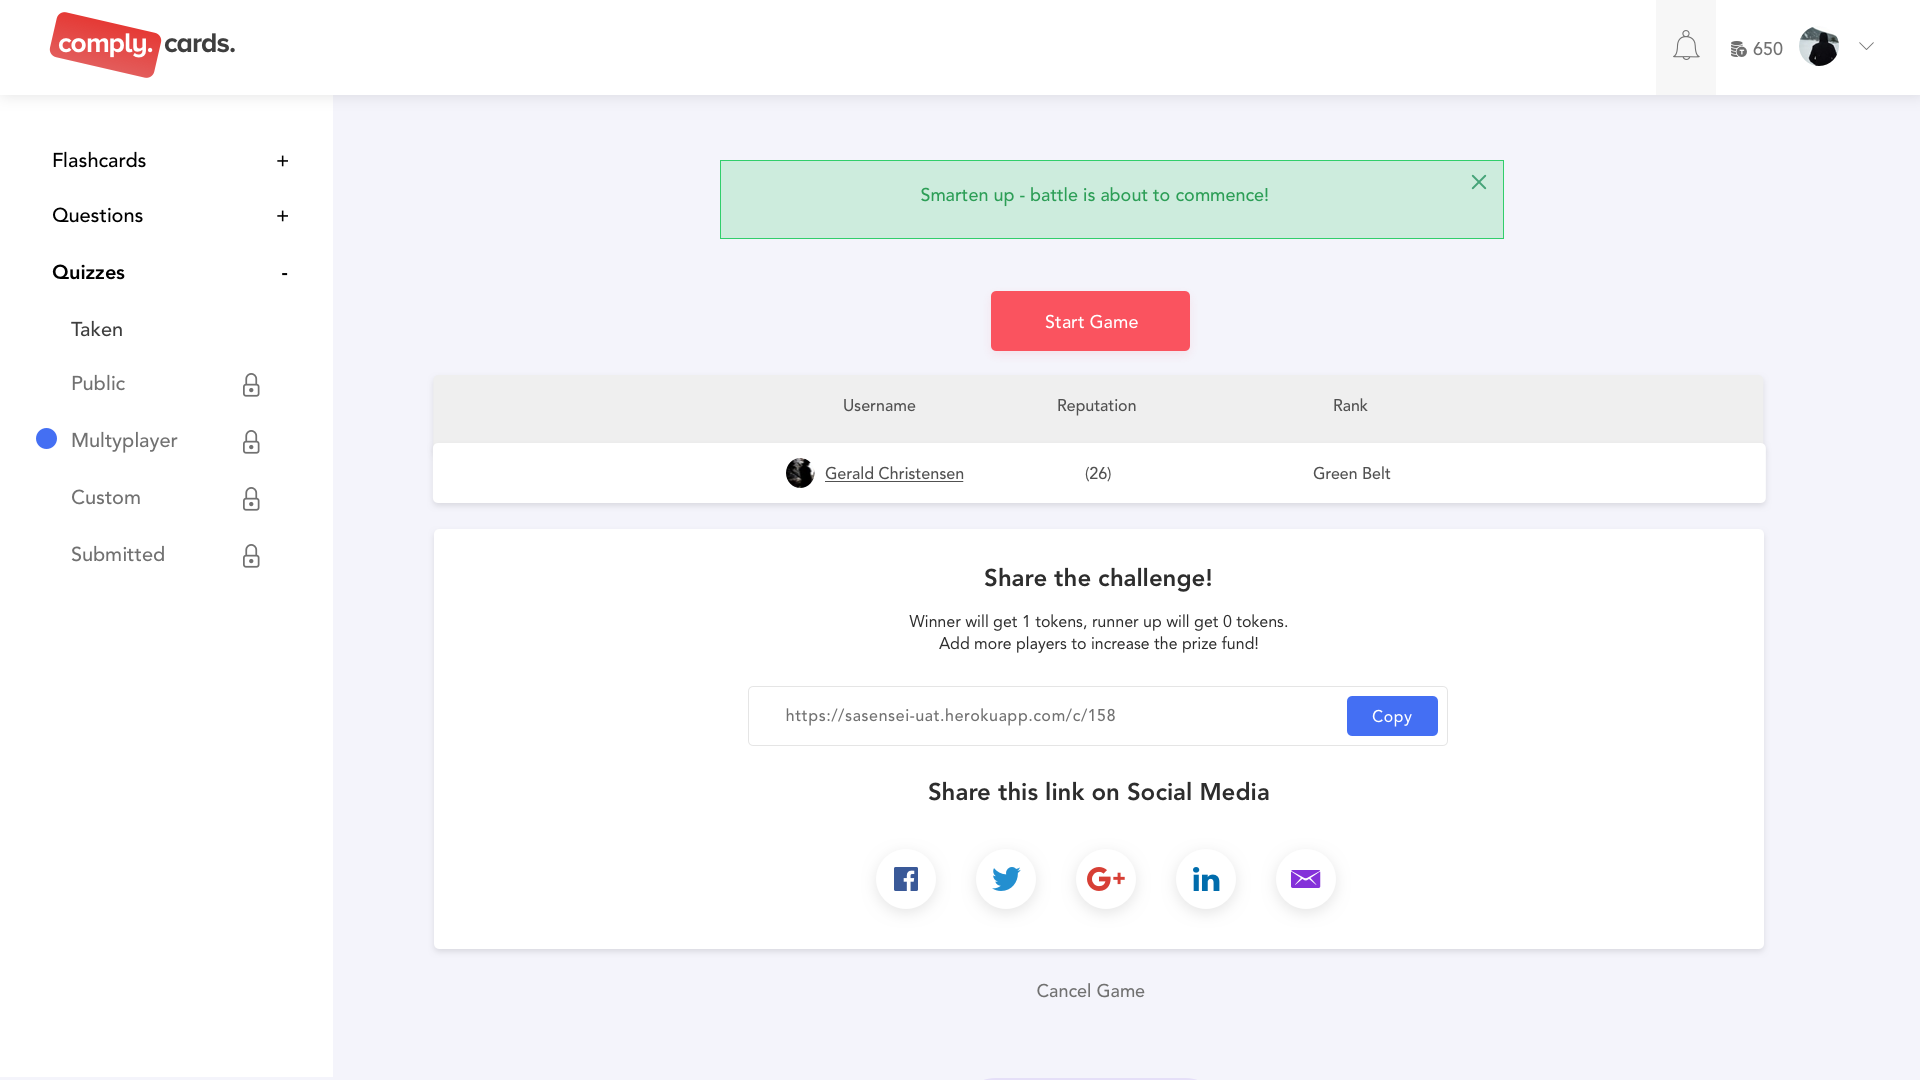 comply. cards.
650
Flashcards +
Questions +
Quizzes -
Taken
Public
Multyplayer
Custom
Submitted
Smarten up - battle is about to commence!
Start Game
Username Reputation Rank
Gerald Christensen (26) Green Belt
Share the challenge!
Winner will get 1 tokens, runner up will get 0 tokens.
Add more players to increase the prize fund!
https://sasensei-uat.herokuapp.com/c/158 Copy
Share this link on Social Media
Cancel Game